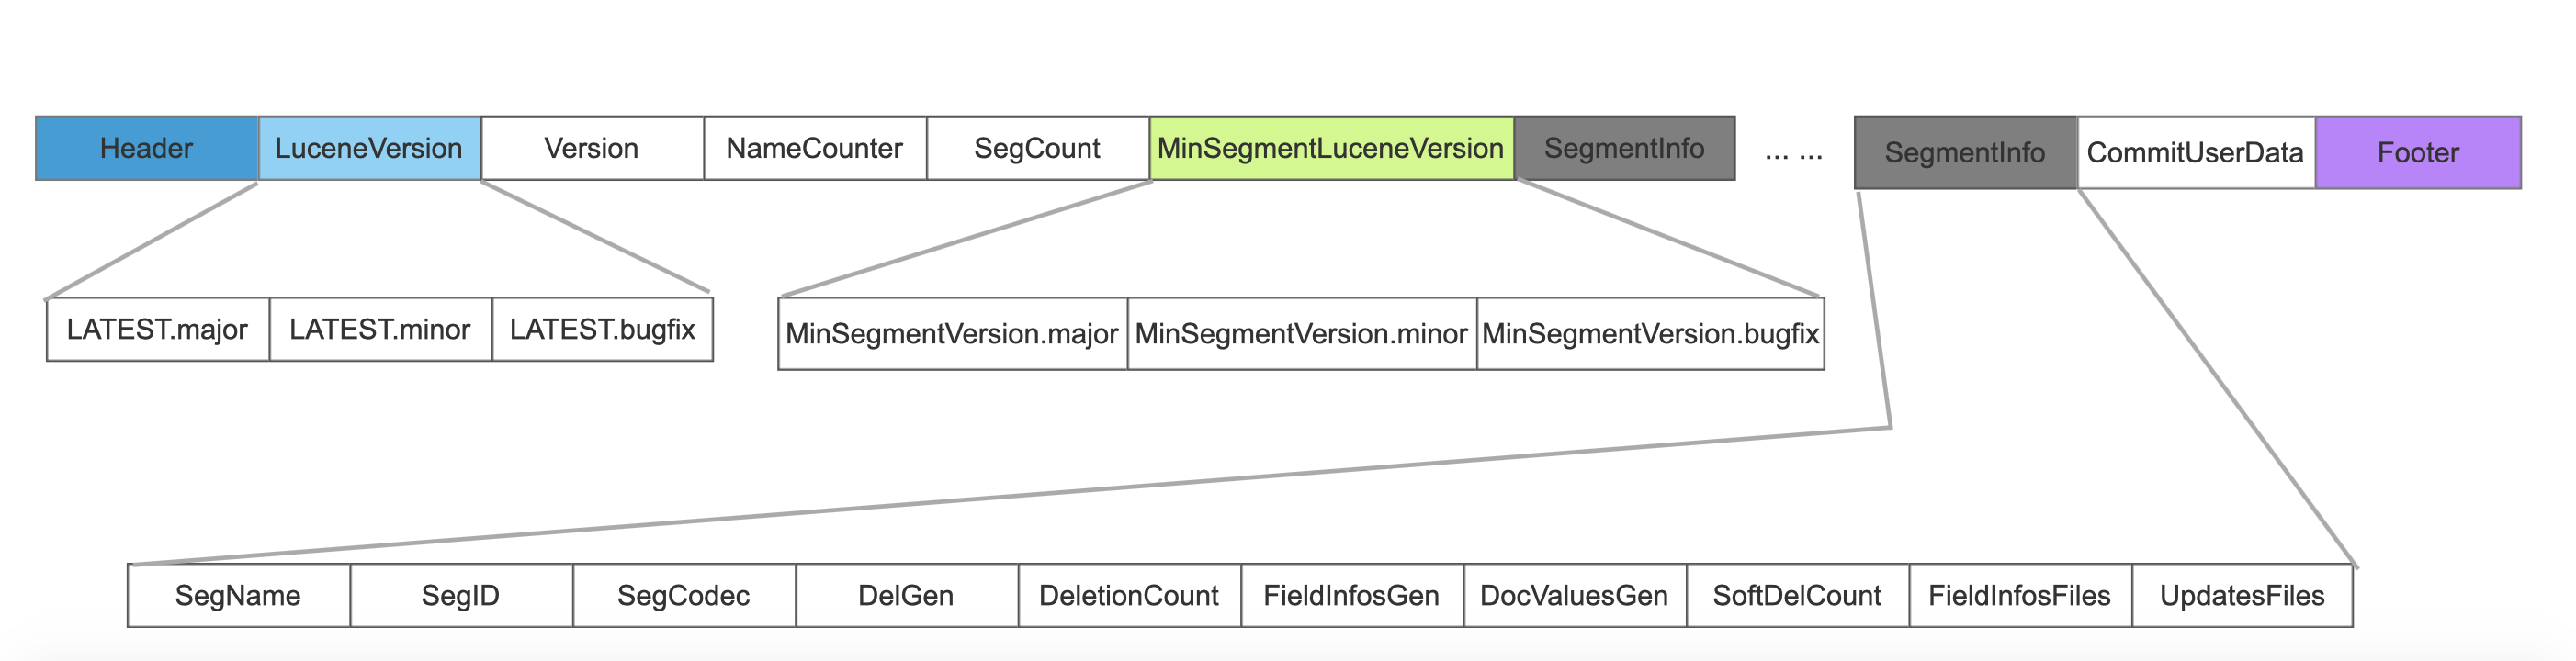 Header LuceneVersion Version NameCounter SegCount MinSegmentLuceneVersion SegmentInfo ... ... SegmentInfo CommitUserData Footer
LATEST.major LATEST.minor LATEST.bugfix MinSegmentVersion.major MinSegmentVersion.minor MinSegmentVersion.bugfix
SegName SegID SegCodec DelGen DeletionCount FieldInfosGen DocValuesGen SoftDelCount FieldInfosFiles UpdatesFiles